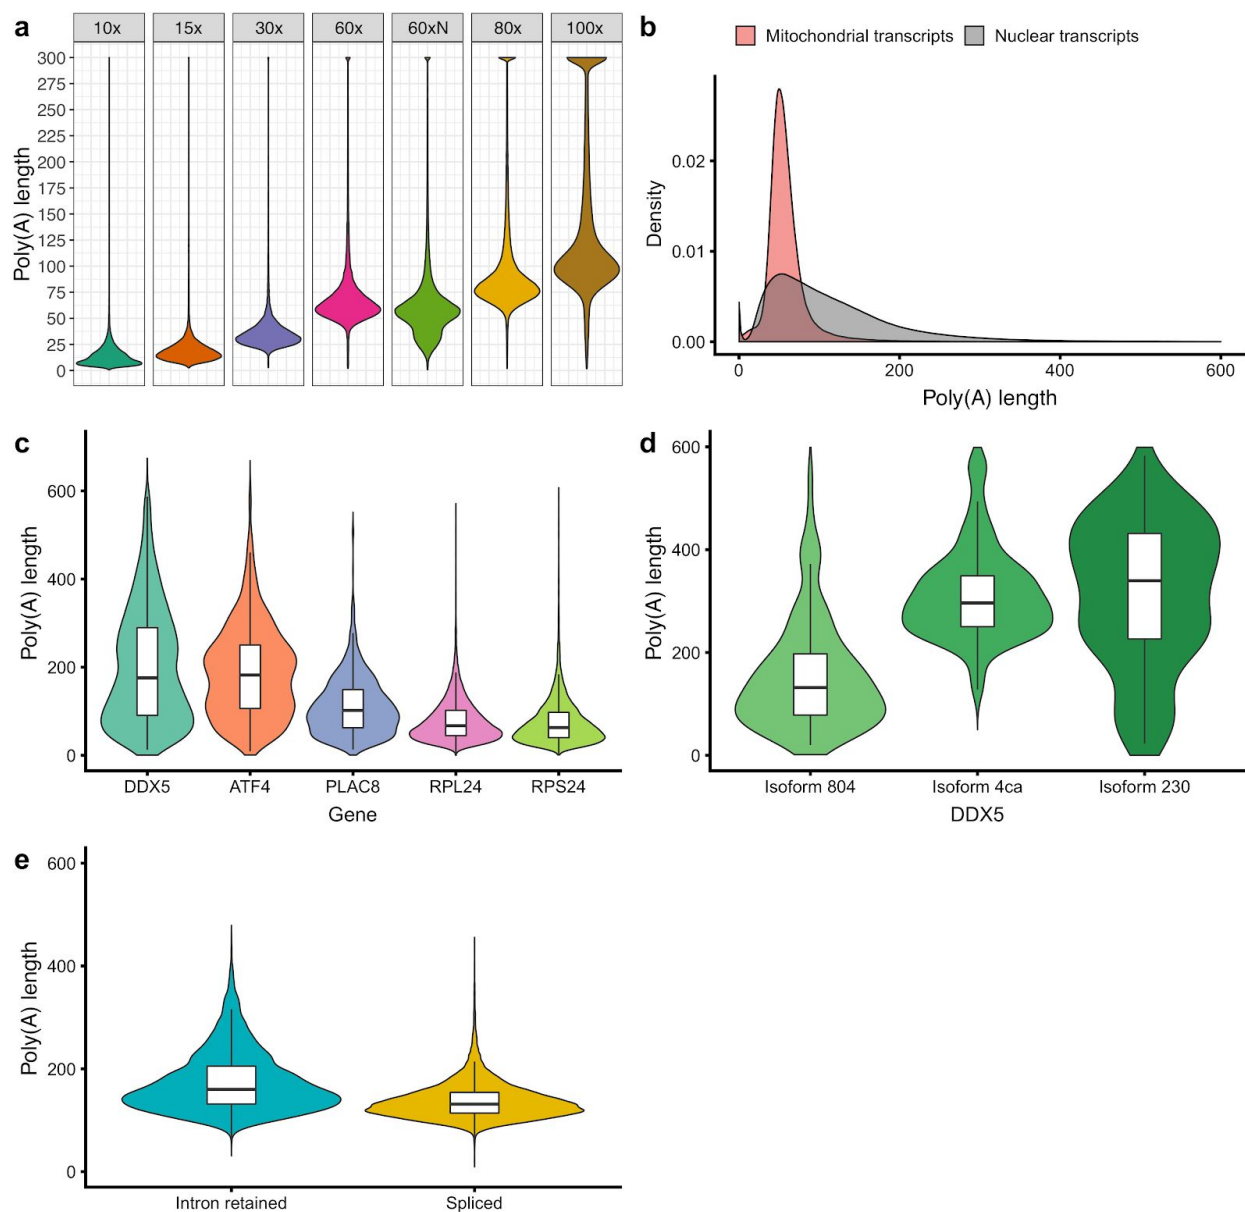 a
10x 15x 30x 60x 60xN 80x 100x
Poly(A) length
300
275
250
225
200
175
150
125
100
75
50
25
0
b
Mitochondrial transcripts Nuclear transcripts
Density
0.02
0.01
0.00
0 200 400 600
Poly(A) length
c
Poly(A) length
600
400
200
0
DDX5 ATF4 PLAC8 RPL24 RPS24
Gene
d
Poly(A) length
600
400
200
0
Isoform 804 Isoform 4ca Isoform 230
DDX5
e
Poly(A) length
600
400
200
0
Intron retained Spliced